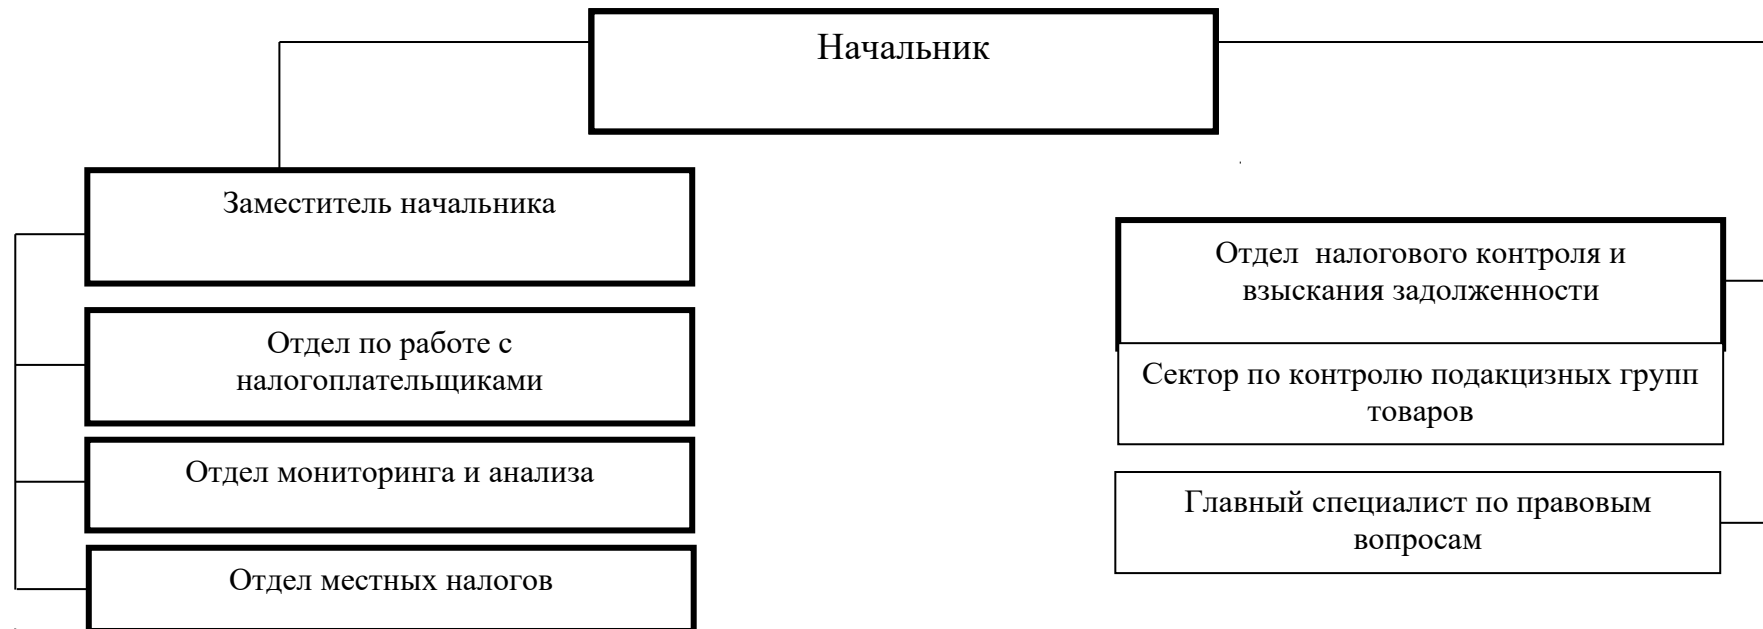 Начальник
Заместитель начальника
Отдел по работе с
налогоплательщиками
Отдел мониторинга и анализа
Отдел местных налогов
Отдел  налогового контроля и
взыскания задолженности
Сектор по контролю подакцизных групп
товаров
Главный специалист по правовым
вопросам